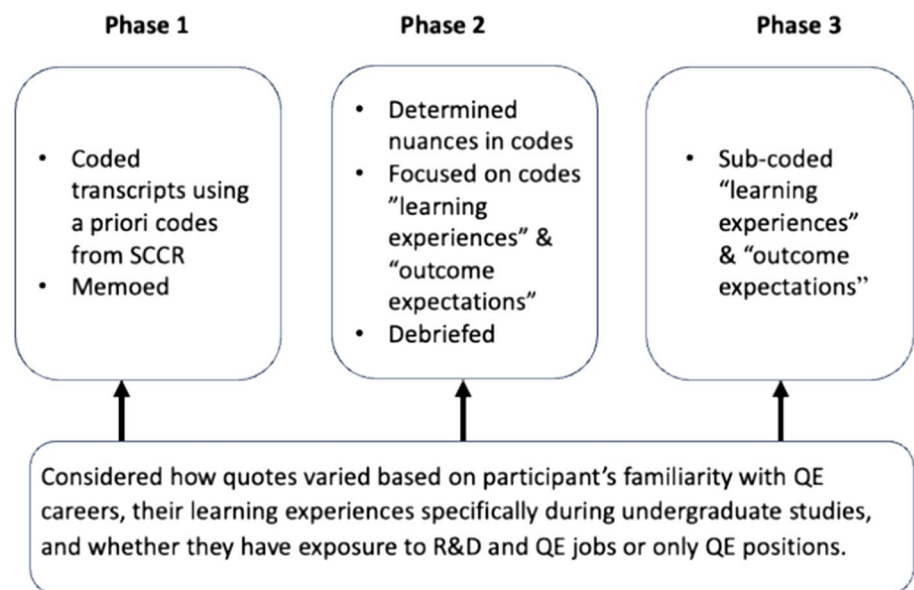 Phase 1
Phase 2
Phase 3
• Coded
transcripts using
a priori codes
from SCCR
• Memoed
• Determined
nuances in codes
• Focused on codes
”learning
experiences” &
“outcome
expectations”
• Debriefed
• Sub-coded
“learning
experiences”
& “outcome
expectations”
Considered how quotes varied based on participant’s familiarity with QE
careers, their learning experiences specifically during undergraduate studies,
and whether they have exposure to R&D and QE jobs or only QE positions.